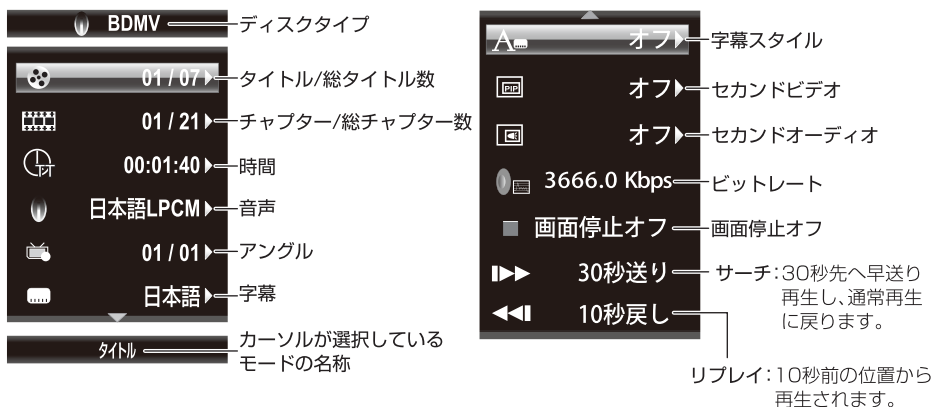 BDMV ディスクタイプ
01 / 07 タイトル/総タイトル数
01 / 21 チャプター/総チャプター数
00:01:40 時間
日本語LPCM 音声
01 / 01 アングル
日本語 字幕
タイトル カーソルが選択している
モードの名称
A オフ 字幕スタイル
PIP オフ セカンドビデオ
オフ セカンドオーディオ
3666.0 Kbps ビットレート
画面停止オフ 画面停止オフ
30秒送り サーチ:30秒先へ早送り
再生し、通常再生
に戻ります。
10秒戻し
リプレイ:10秒前の位置から
再生されます。